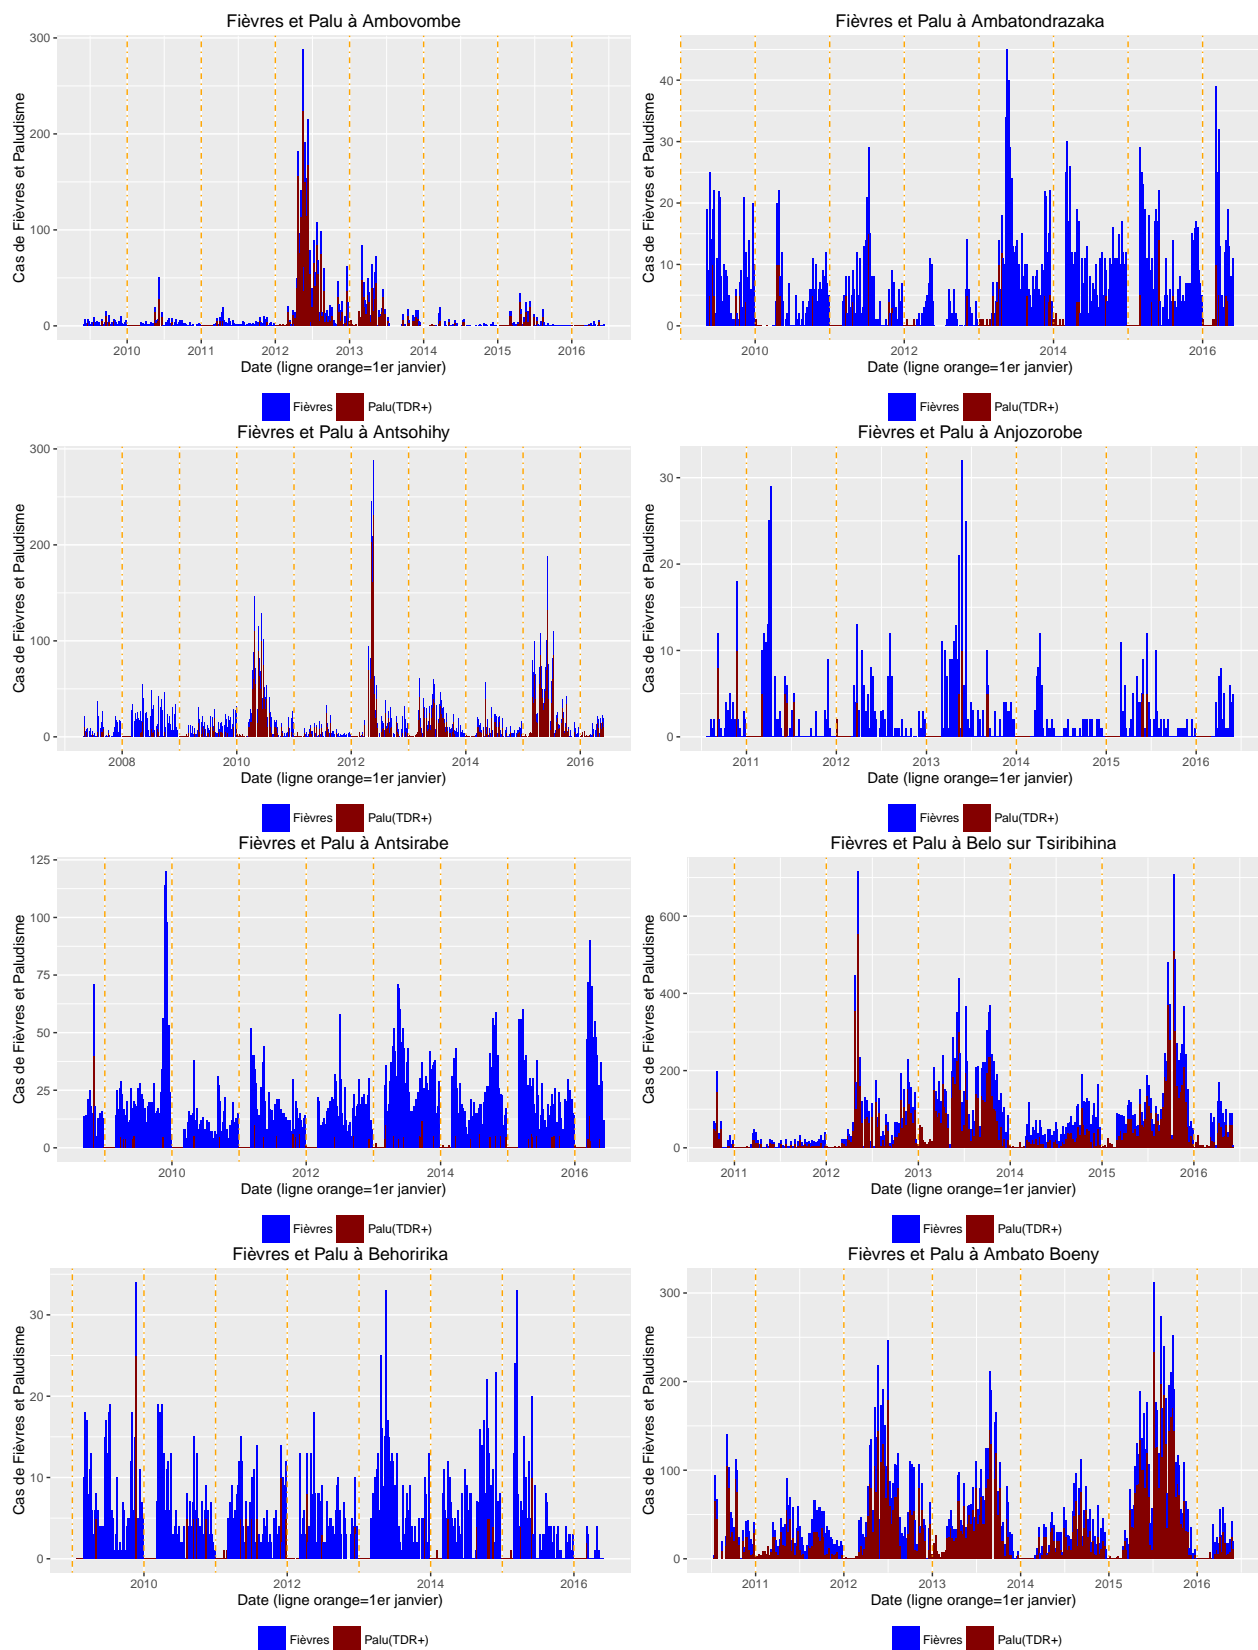 Fièvres et Palu à Ambovombe
Cas de Fièvres et Paludisme
300
200
100
0
2010 2011 2012 2013 2014 2015 2016
Date (ligne orange=1er janvier)
Fièvres Palu(TDR+)
Fièvres et Palu à Ambatondrazaka
Cas de Fièvres et Paludisme
40
30
20
10
0
2010 2012 2014 2016
Date (ligne orange=1er janvier)
Fièvres Palu(TDR+)
Fièvres et Palu à Antsohihy
Cas de Fièvres et Paludisme
300
200
100
0
2008 2010 2012 2014 2016
Date (ligne orange=1er janvier)
Fièvres Palu(TDR+)
Fièvres et Palu à Anjozorobe
Cas de Fièvres et Paludisme
30
20
10
0
2011 2012 2013 2014 2015 2016
Date (ligne orange=1er janvier)
Fièvres Palu(TDR+)
Fièvres et Palu à Antsirabe
Cas de Fièvres et Paludisme
125
100
75
50
25
0
2010 2012 2014 2016
Date (ligne orange=1er janvier)
Fièvres Palu(TDR+)
Fièvres et Palu à Belo sur Tsiribihina
Cas de Fièvres et Paludisme
600
400
200
0
2011 2012 2013 2014 2015 2016
Date (ligne orange=1er janvier)
Fièvres Palu(TDR+)
Fièvres et Palu à Behoririka
Cas de Fièvres et Paludisme
30
20
10
0
2010 2012 2014 2016
Date (ligne orange=1er janvier)
Fièvres Palu(TDR+)
Fièvres et Palu à Ambato Boeny
Cas de Fièvres et Paludisme
300
200
100
0
2011 2012 2013 2014 2015 2016
Date (ligne orange=1er janvier)
Fièvres Palu(TDR+)